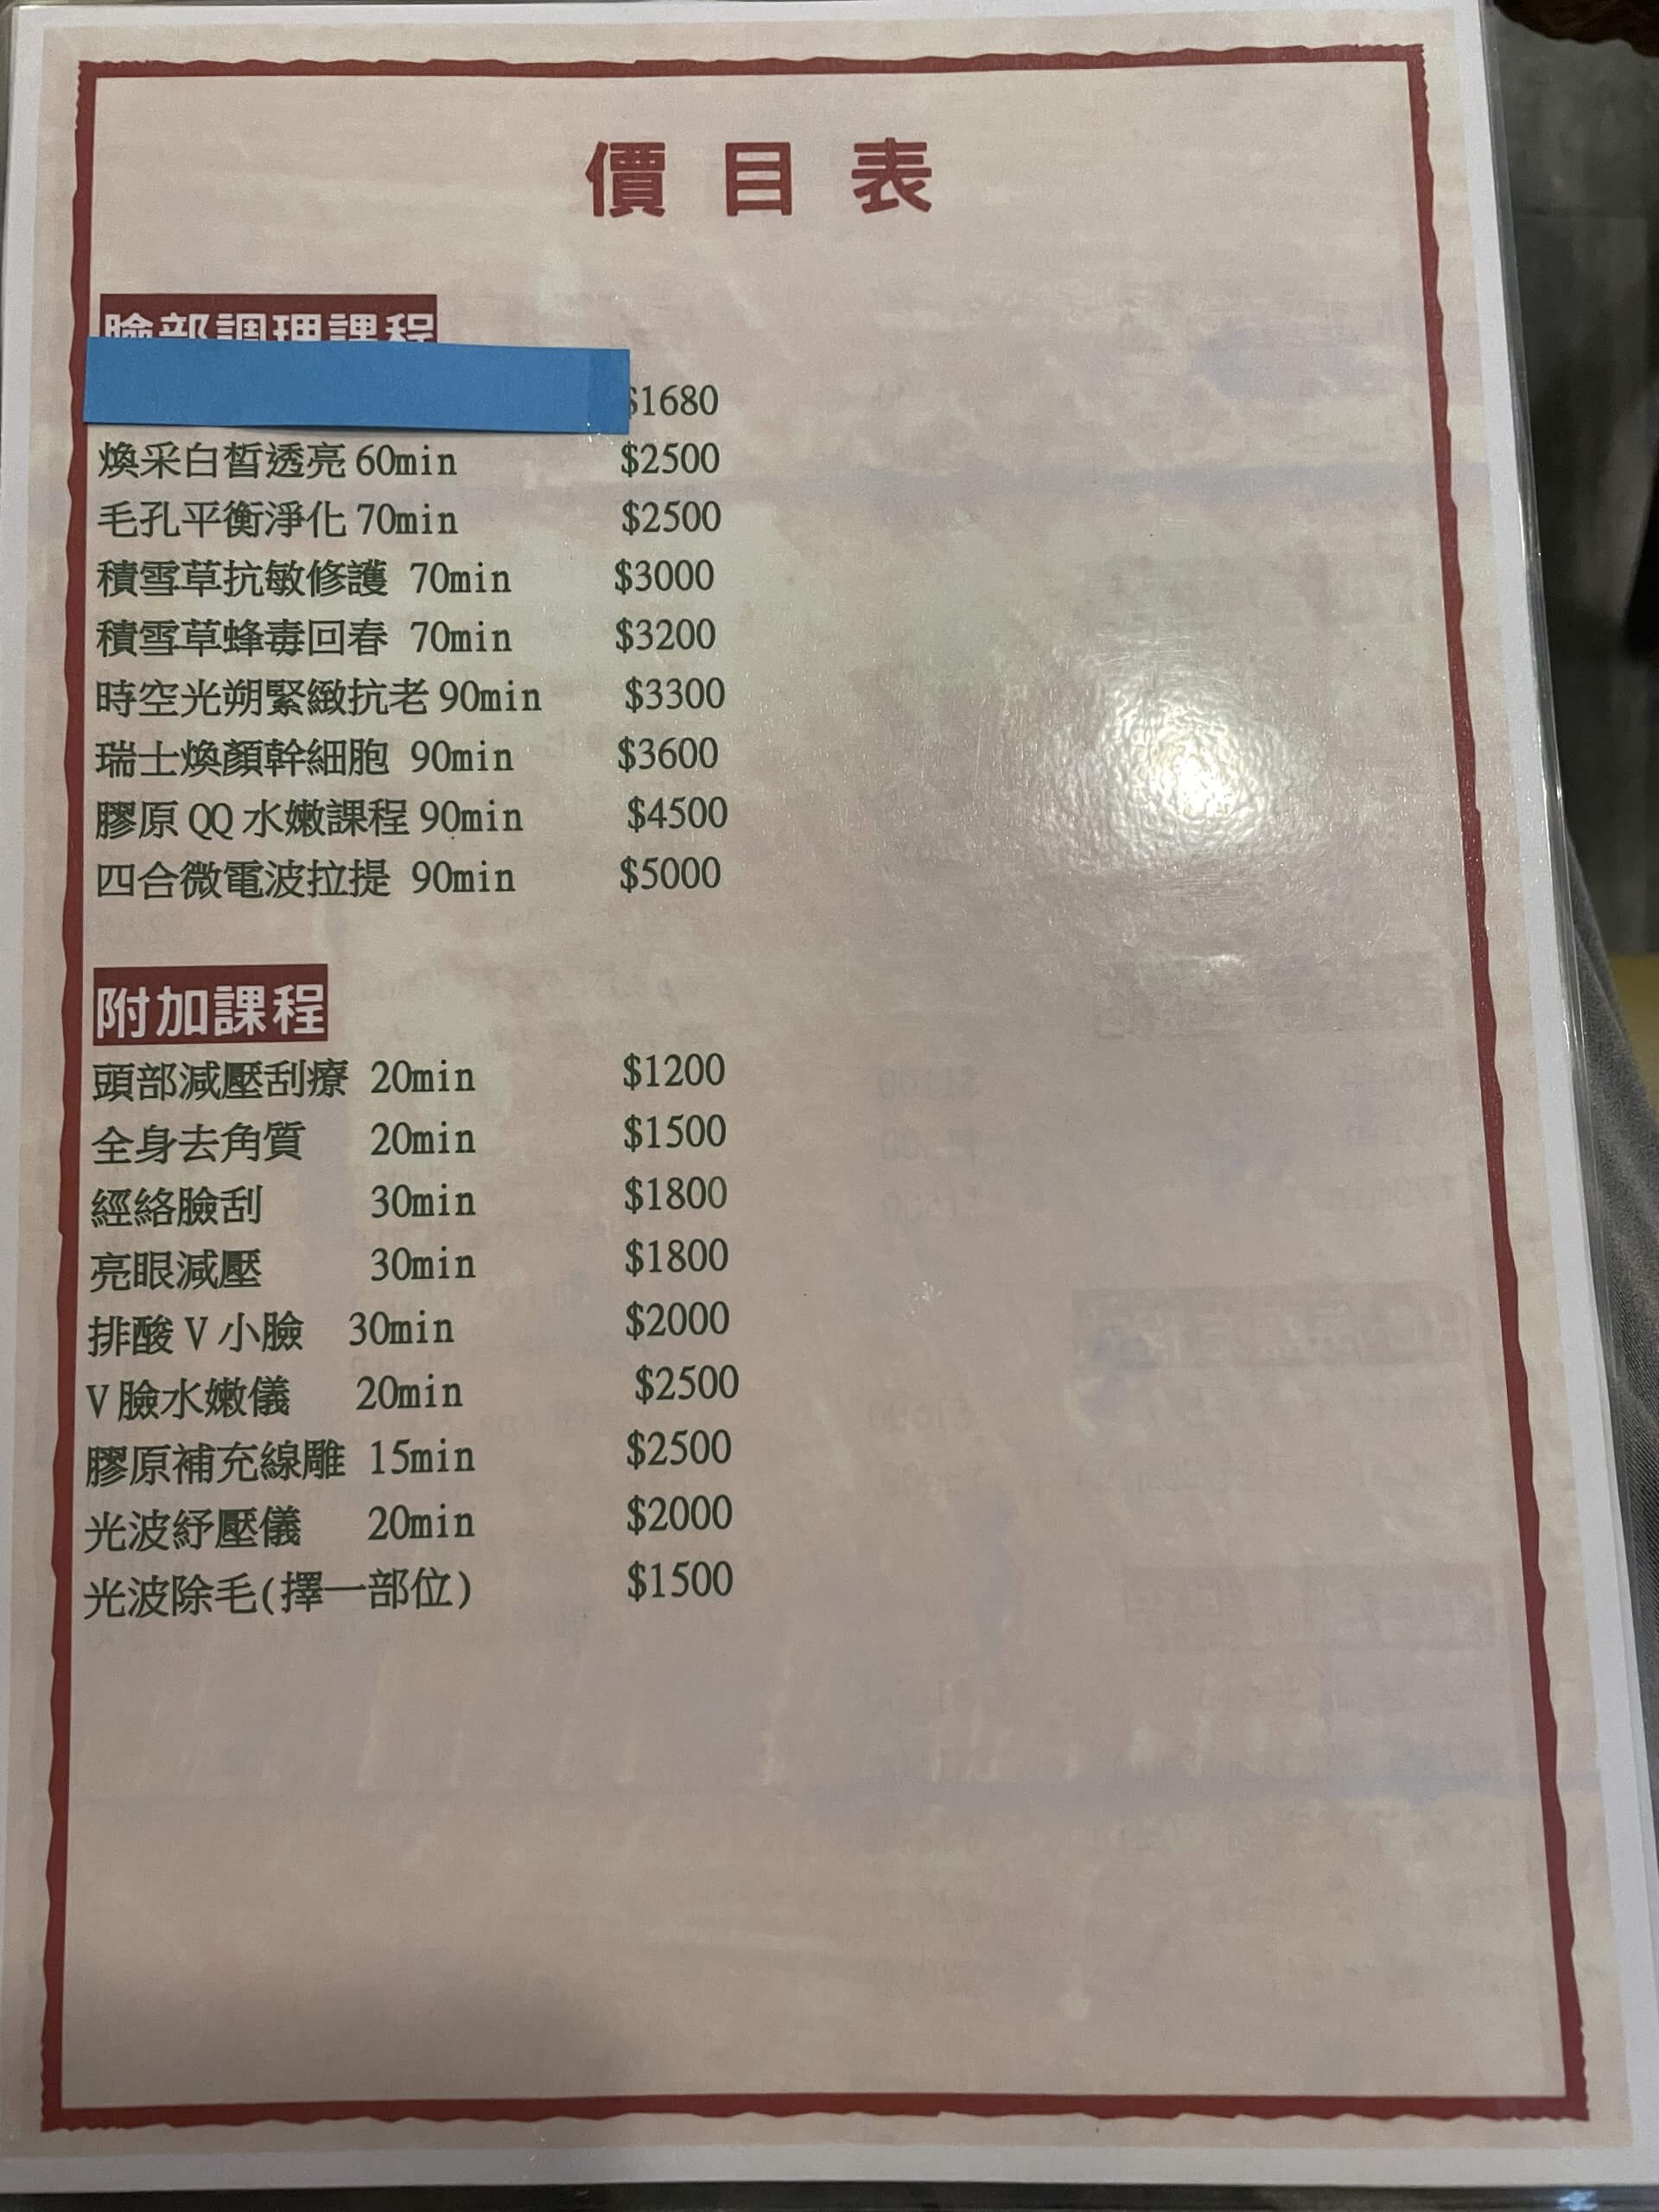 價目表
臉部調理課程
$1680
煥采白皙透亮 60min $2500
毛孔平衡淨化 70min $2500
積雪草抗敏修護 70min $3000
積雪草蜂毒回春 70min $3200
時空光朔緊緻抗老 90min $3300
瑞士煥顏幹細胞 90min $3600
膠原 QQ 水嫩課程 90min $4500
四合微電波拉提 90min $5000
附加課程
頭部減壓刮療 20min $1200
全身去角質 20min $1500
經絡臉刮 30min $1800
亮眼減壓 30min $1800
排酸 V 小臉 30min $2000
V 臉水嫩儀 20min $2500
膠原補充線雕 15min $2500
光波紓壓儀 20min $2000
光波除毛(擇一部位) $1500